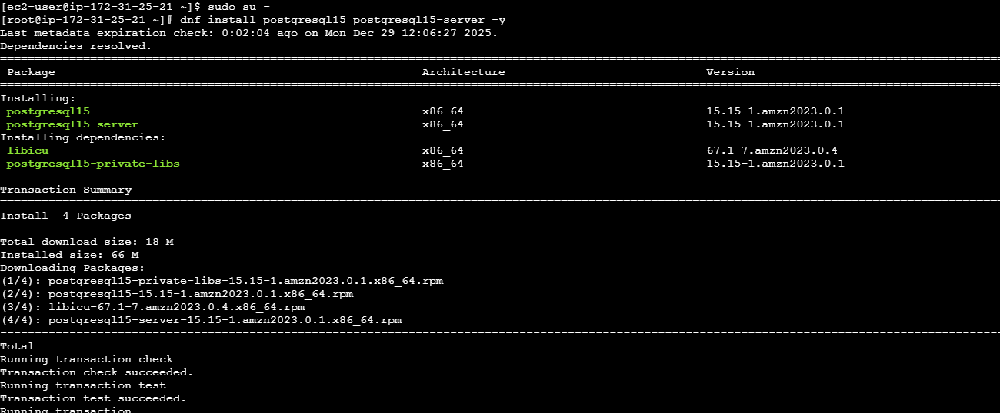 [ec2-user@ip-172-31-25-21 ~]$ sudo su -
[root@ip-172-31-25-21 ~]# dnf install postgresql15 postgresql15-server -y
Last metadata expiration check: 0:02:04 ago on Mon Dec 29 12:06:27 2025.
Dependencies resolved.
Package Architecture Version
Installing:
postgresql15 x86_64 15.15-1.amzn2023.0.1
postgresql15-server x86_64 15.15-1.amzn2023.0.1
Installing dependencies:
libicu x86_64 67.1-7.amzn2023.0.4
postgresql15-private-libs x86_64 15.15-1.amzn2023.0.1
Transaction Summary
Install 4 Packages
Total download size: 18 M
Installed size: 66 M
Downloading Packages:
(1/4): postgresql15-private-libs-15.15-1.amzn2023.0.1.x86_64.rpm
(2/4): postgresql15-15.15-1.amzn2023.0.1.x86_64.rpm
(3/4): libicu-67.1-7.amzn2023.0.4.x86_64.rpm
(4/4): postgresql15-server-15.15-1.amzn2023.0.1.x86_64.rpm
Total
Running transaction check
Transaction check succeeded.
Running transaction test
Transaction test succeeded.
Running transaction